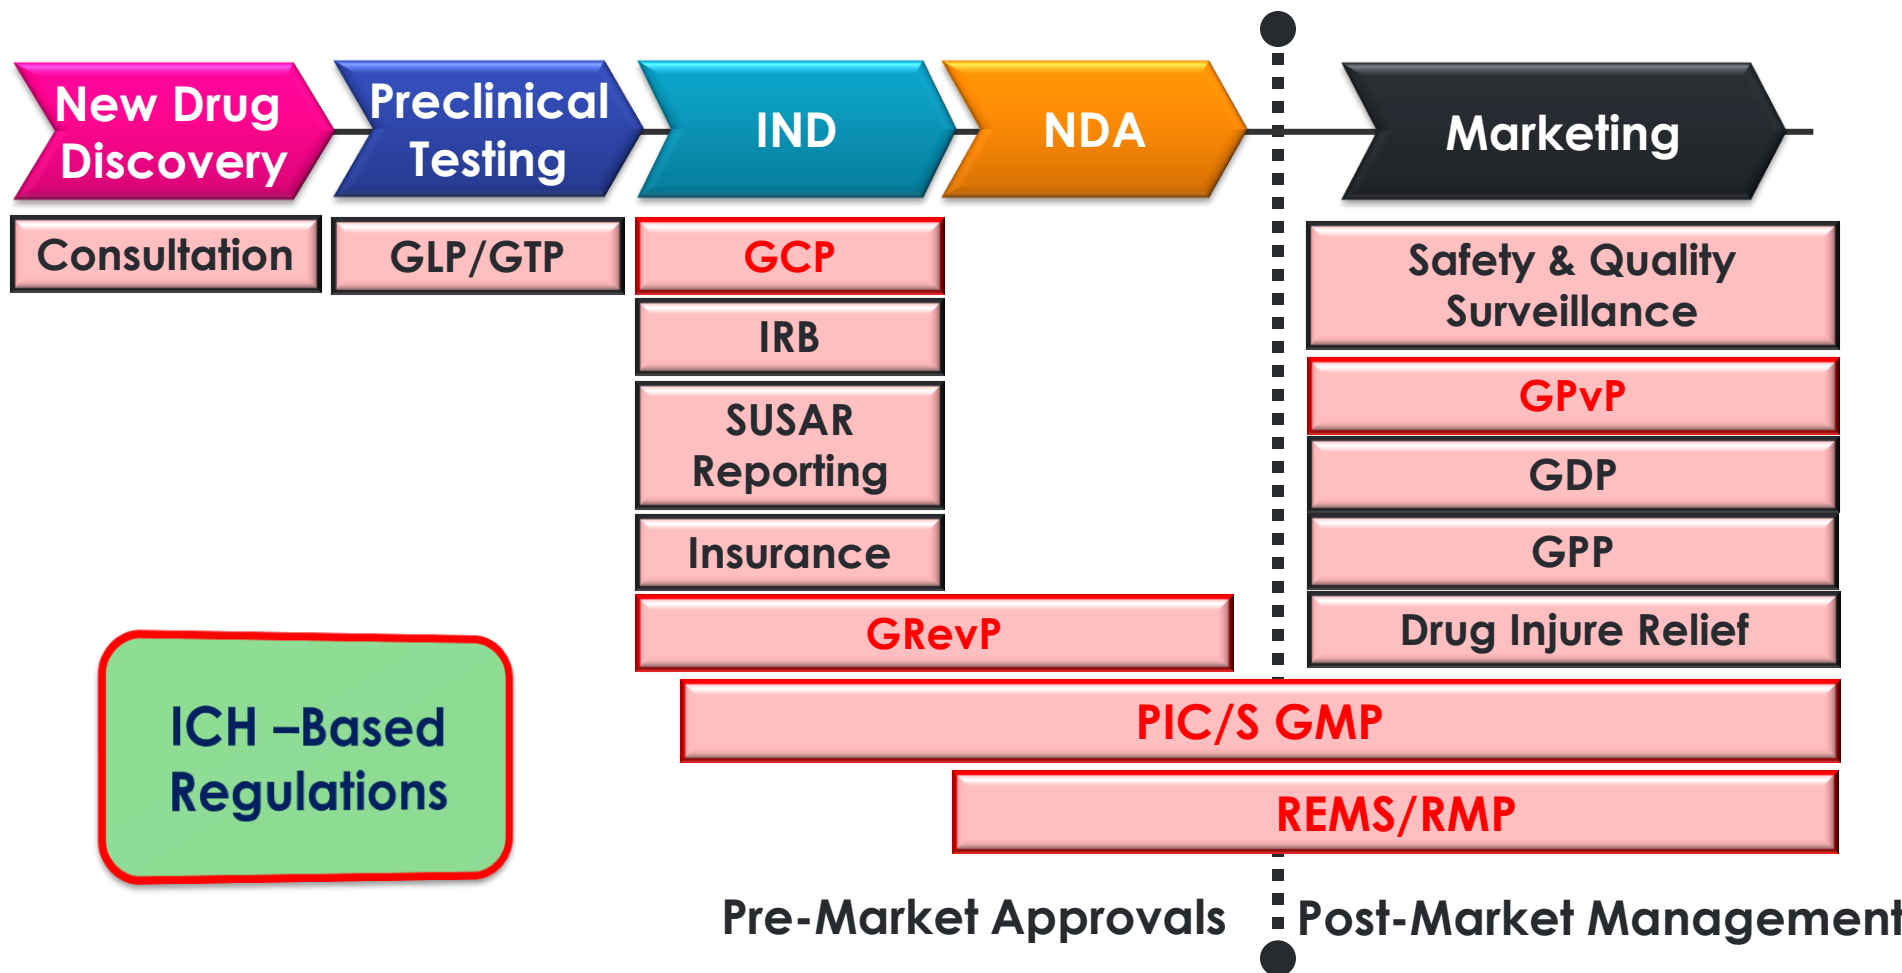 New Drug
Discovery
Preclinical
Testing
IND
NDA
Marketing
Consultation
GLP/GTP
GCP
IRB
SUSAR
Reporting
Insurance
GRevP
Safety & Quality
Surveillance
GPvP
GDP
GPP
Drug Injure Relief
PIC/S GMP
REMS/RMP
ICH –Based
Regulations
Pre-Market Approvals
Post-Market Management